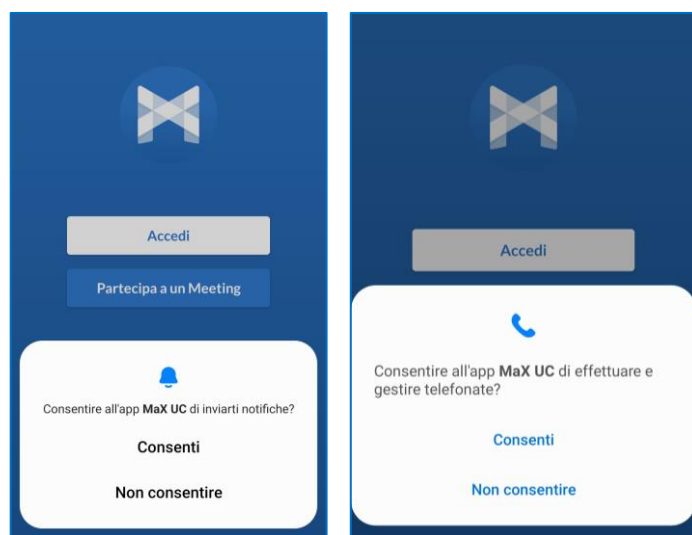 Accedi
Partecipa a un Meeting
Consentire all'app MaX UC di inviarti notifiche?
Consenti
Non consentire
Accedi
Consentire all'app MaX UC di effettuare e
gestire telefonate?
Consenti
Non consentire